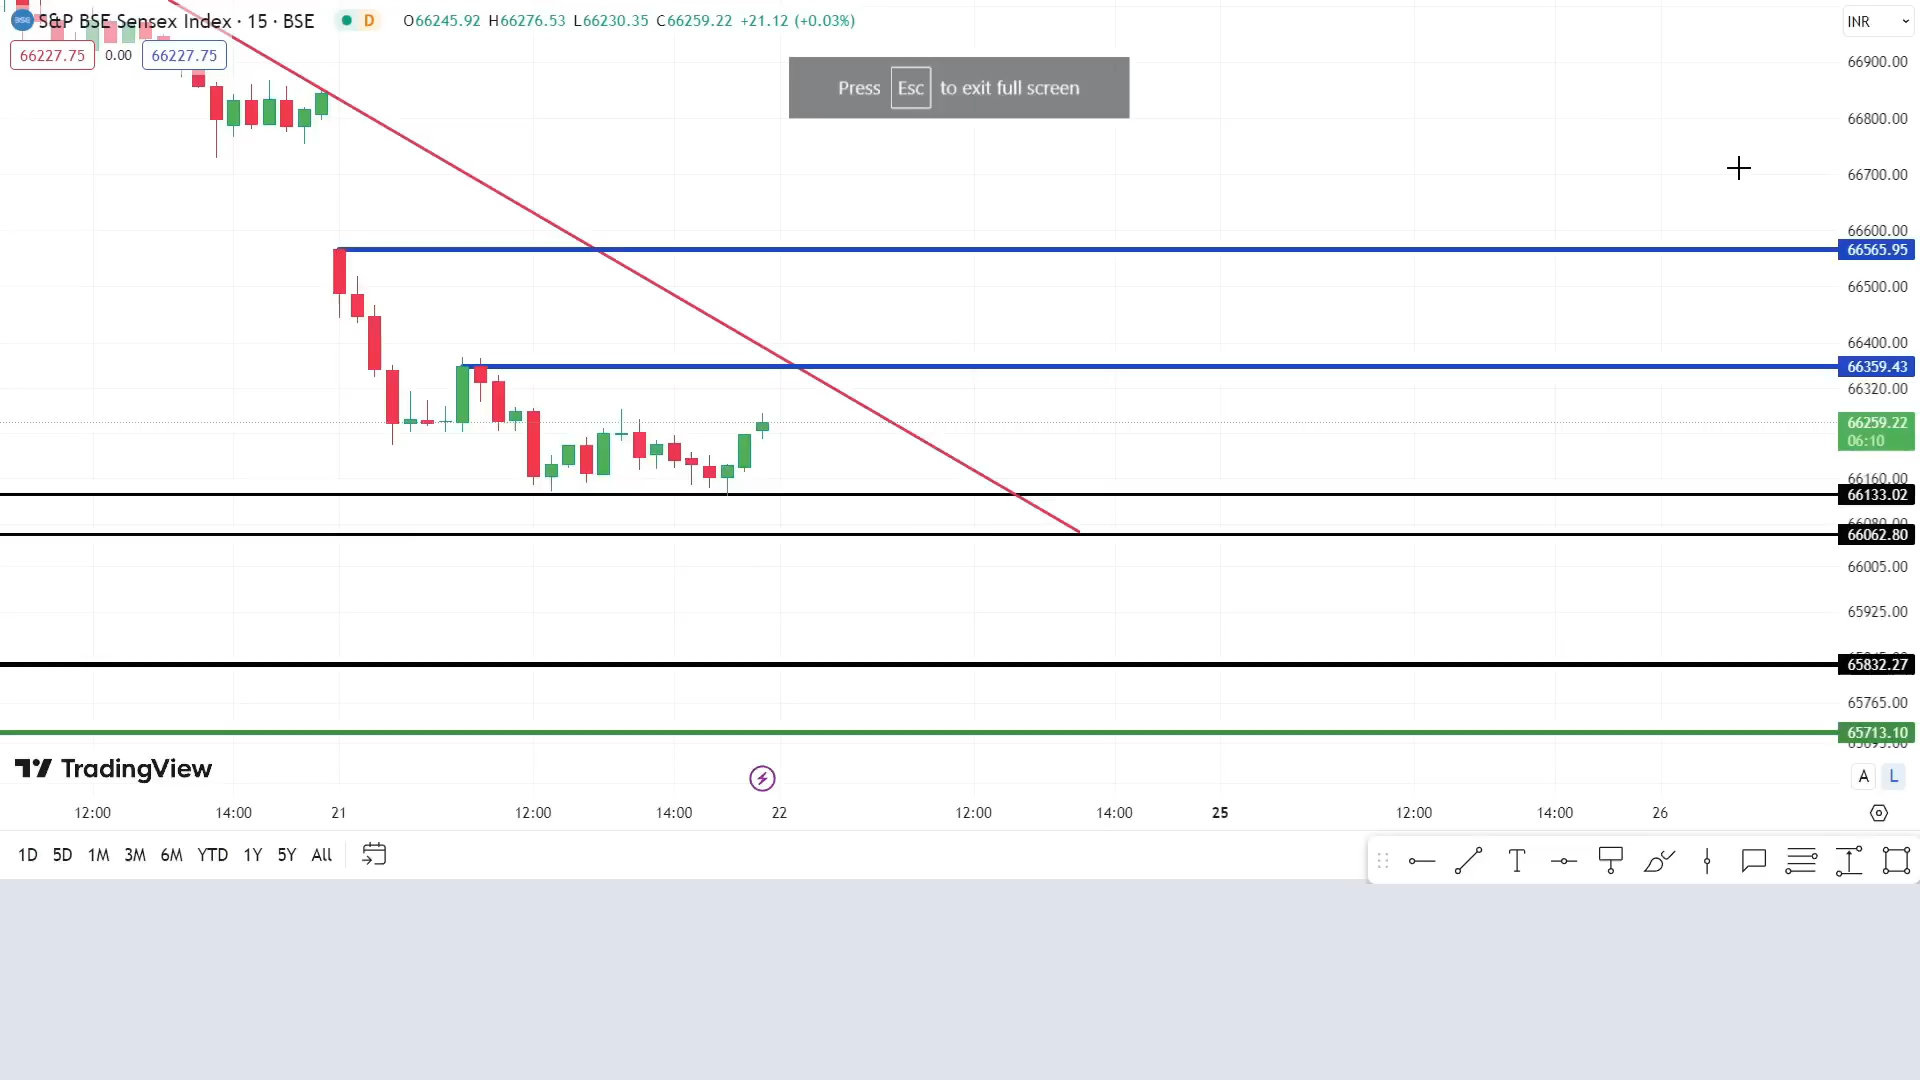 S&P BSE Sensex Index · 15 · BSE D O66245.92 H66276.53 L66230.35 C66259.22 +21.12 (+0.03%)
INR
66227.75 0.00 66227.75
Press Esc to exit full screen
66900.00
66800.00
66700.00
66600.00
66565.95
66500.00
66400.00
66359.43
66320.00
66259.22
06:10
66160.00
66133.02
66062.80
66005.00
65925.00
65832.27
65765.00
65713.10
TradingView
A L
12:00 14:00 21 12:00 14:00 22 12:00 14:00 25 12:00 14:00 26
1D 5D 1M 3M 6M YTD 1Y 5Y All
T